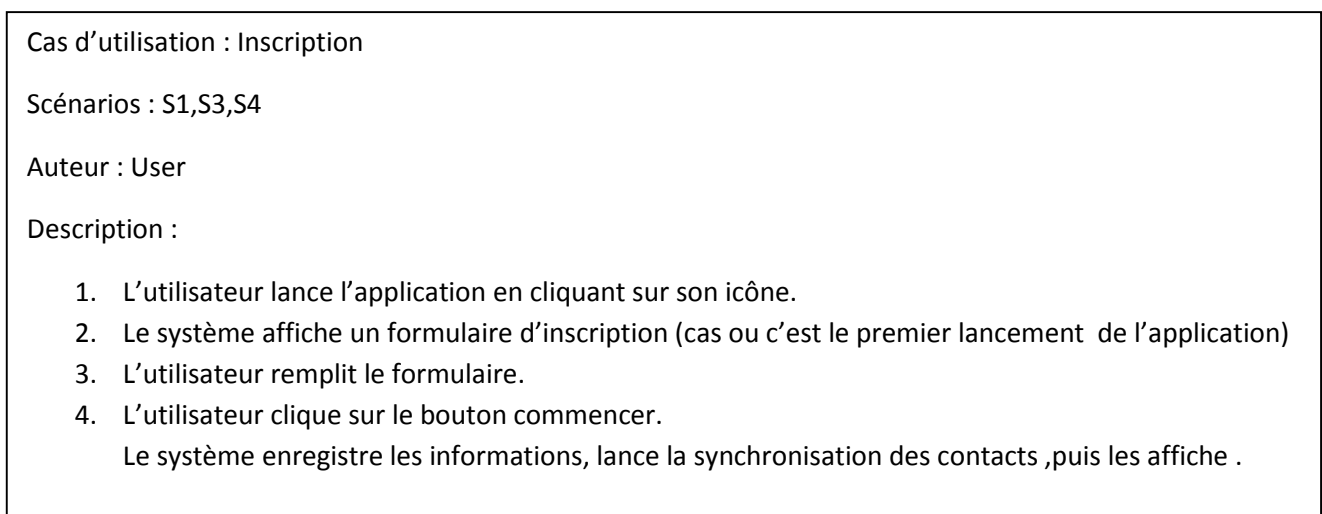 Cas d’utilisation : Inscription
Scénarios : S1,S3,S4
Auteur : User
Description :
1. L’utilisateur lance l’application en cliquant sur son icône.
2. Le système affiche un formulaire d’inscription (cas ou c’est le premier lancement  de l’application)
3. L’utilisateur remplit le formulaire.
4. L’utilisateur clique sur le bouton commencer.
Le système enregistre les informations, lance la synchronisation des contacts ,puis les affiche .